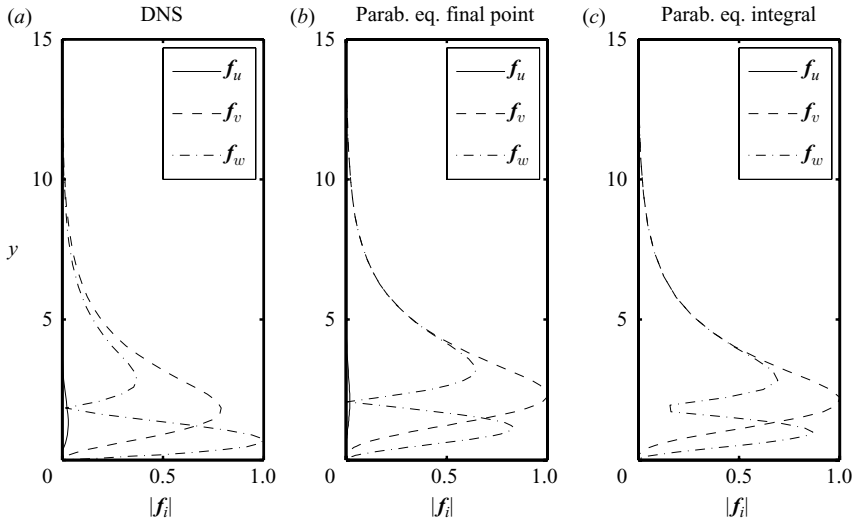 (a) DNS
(b) Parab. eq. final point
(c) Parab. eq. integral
15
10
y
5
0
0.5
1.0
|f_i|
f_u
f_v
f_w
15
10
5
0
0.5
1.0
|f_i|
f_u
f_v
f_w
15
10
5
0
0.5
1.0
|f_i|
f_u
f_v
f_w